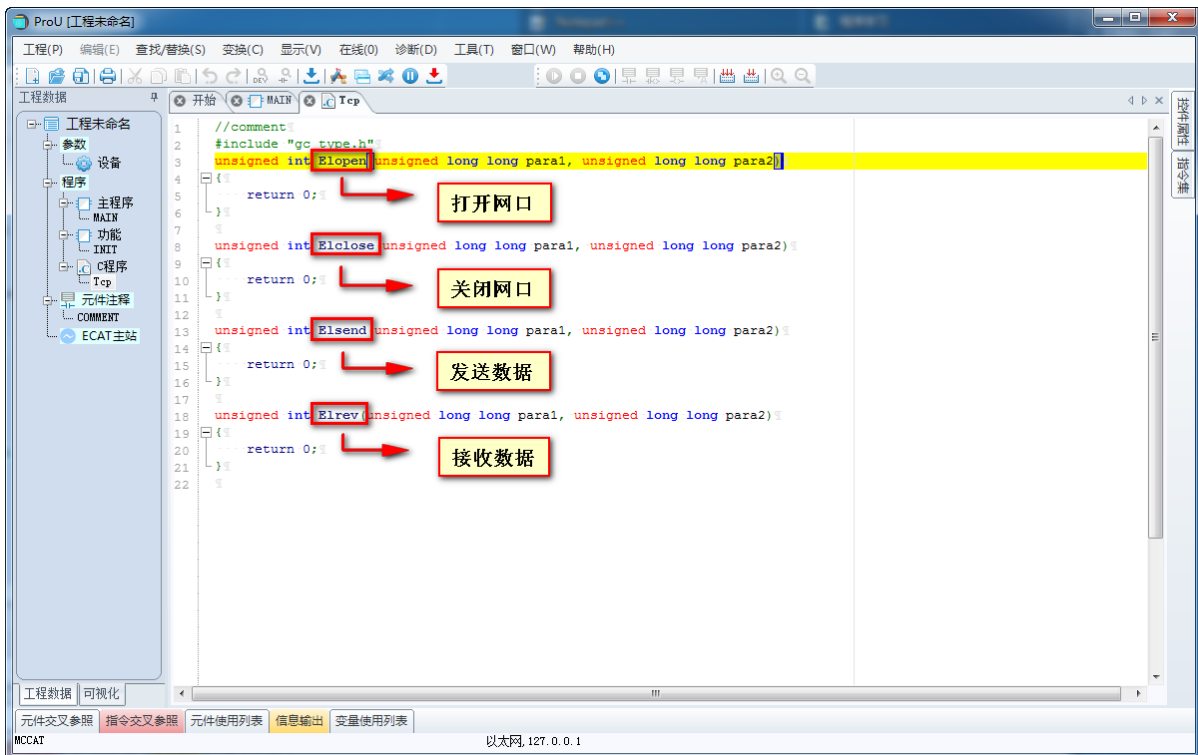 ProU [工程未命名]
工程(P) 编辑(E) 查找/替换(S) 变换(C) 显示(V) 在线(O) 诊断(D) 工具(T) 窗口(W) 帮助(H)
DEV
工程数据
开始 MAIN .C Tcp
控件属性
指令集
工程未命名
参数
设备
程序
主程序
MAIN
功能
INIT
.C C程序
Tcp
元件注释
COMMENT
ECAT主站
1 //comment
2 #include "gc_type.h"
3 unsigned int Elopen(unsigned long long para1, unsigned long long para2)
4 {
5 return 0;
打开网口
6 }
7
8 unsigned int Elclose(unsigned long long para1, unsigned long long para2)
9 {
10 return 0;
关闭网口
11 }
12
13 unsigned int Elsend(unsigned long long para1, unsigned long long para2)
14 {
15 return 0;
发送数据
16 }
17
18 unsigned int Elrev(unsigned long long para1, unsigned long long para2)
19 {
20 return 0;
接收数据
21 }
22
工程数据 可视化
元件交叉参照 指令交叉参照 元件使用列表 信息输出 变量使用列表
MCCAT 以太网,127.0.0.1